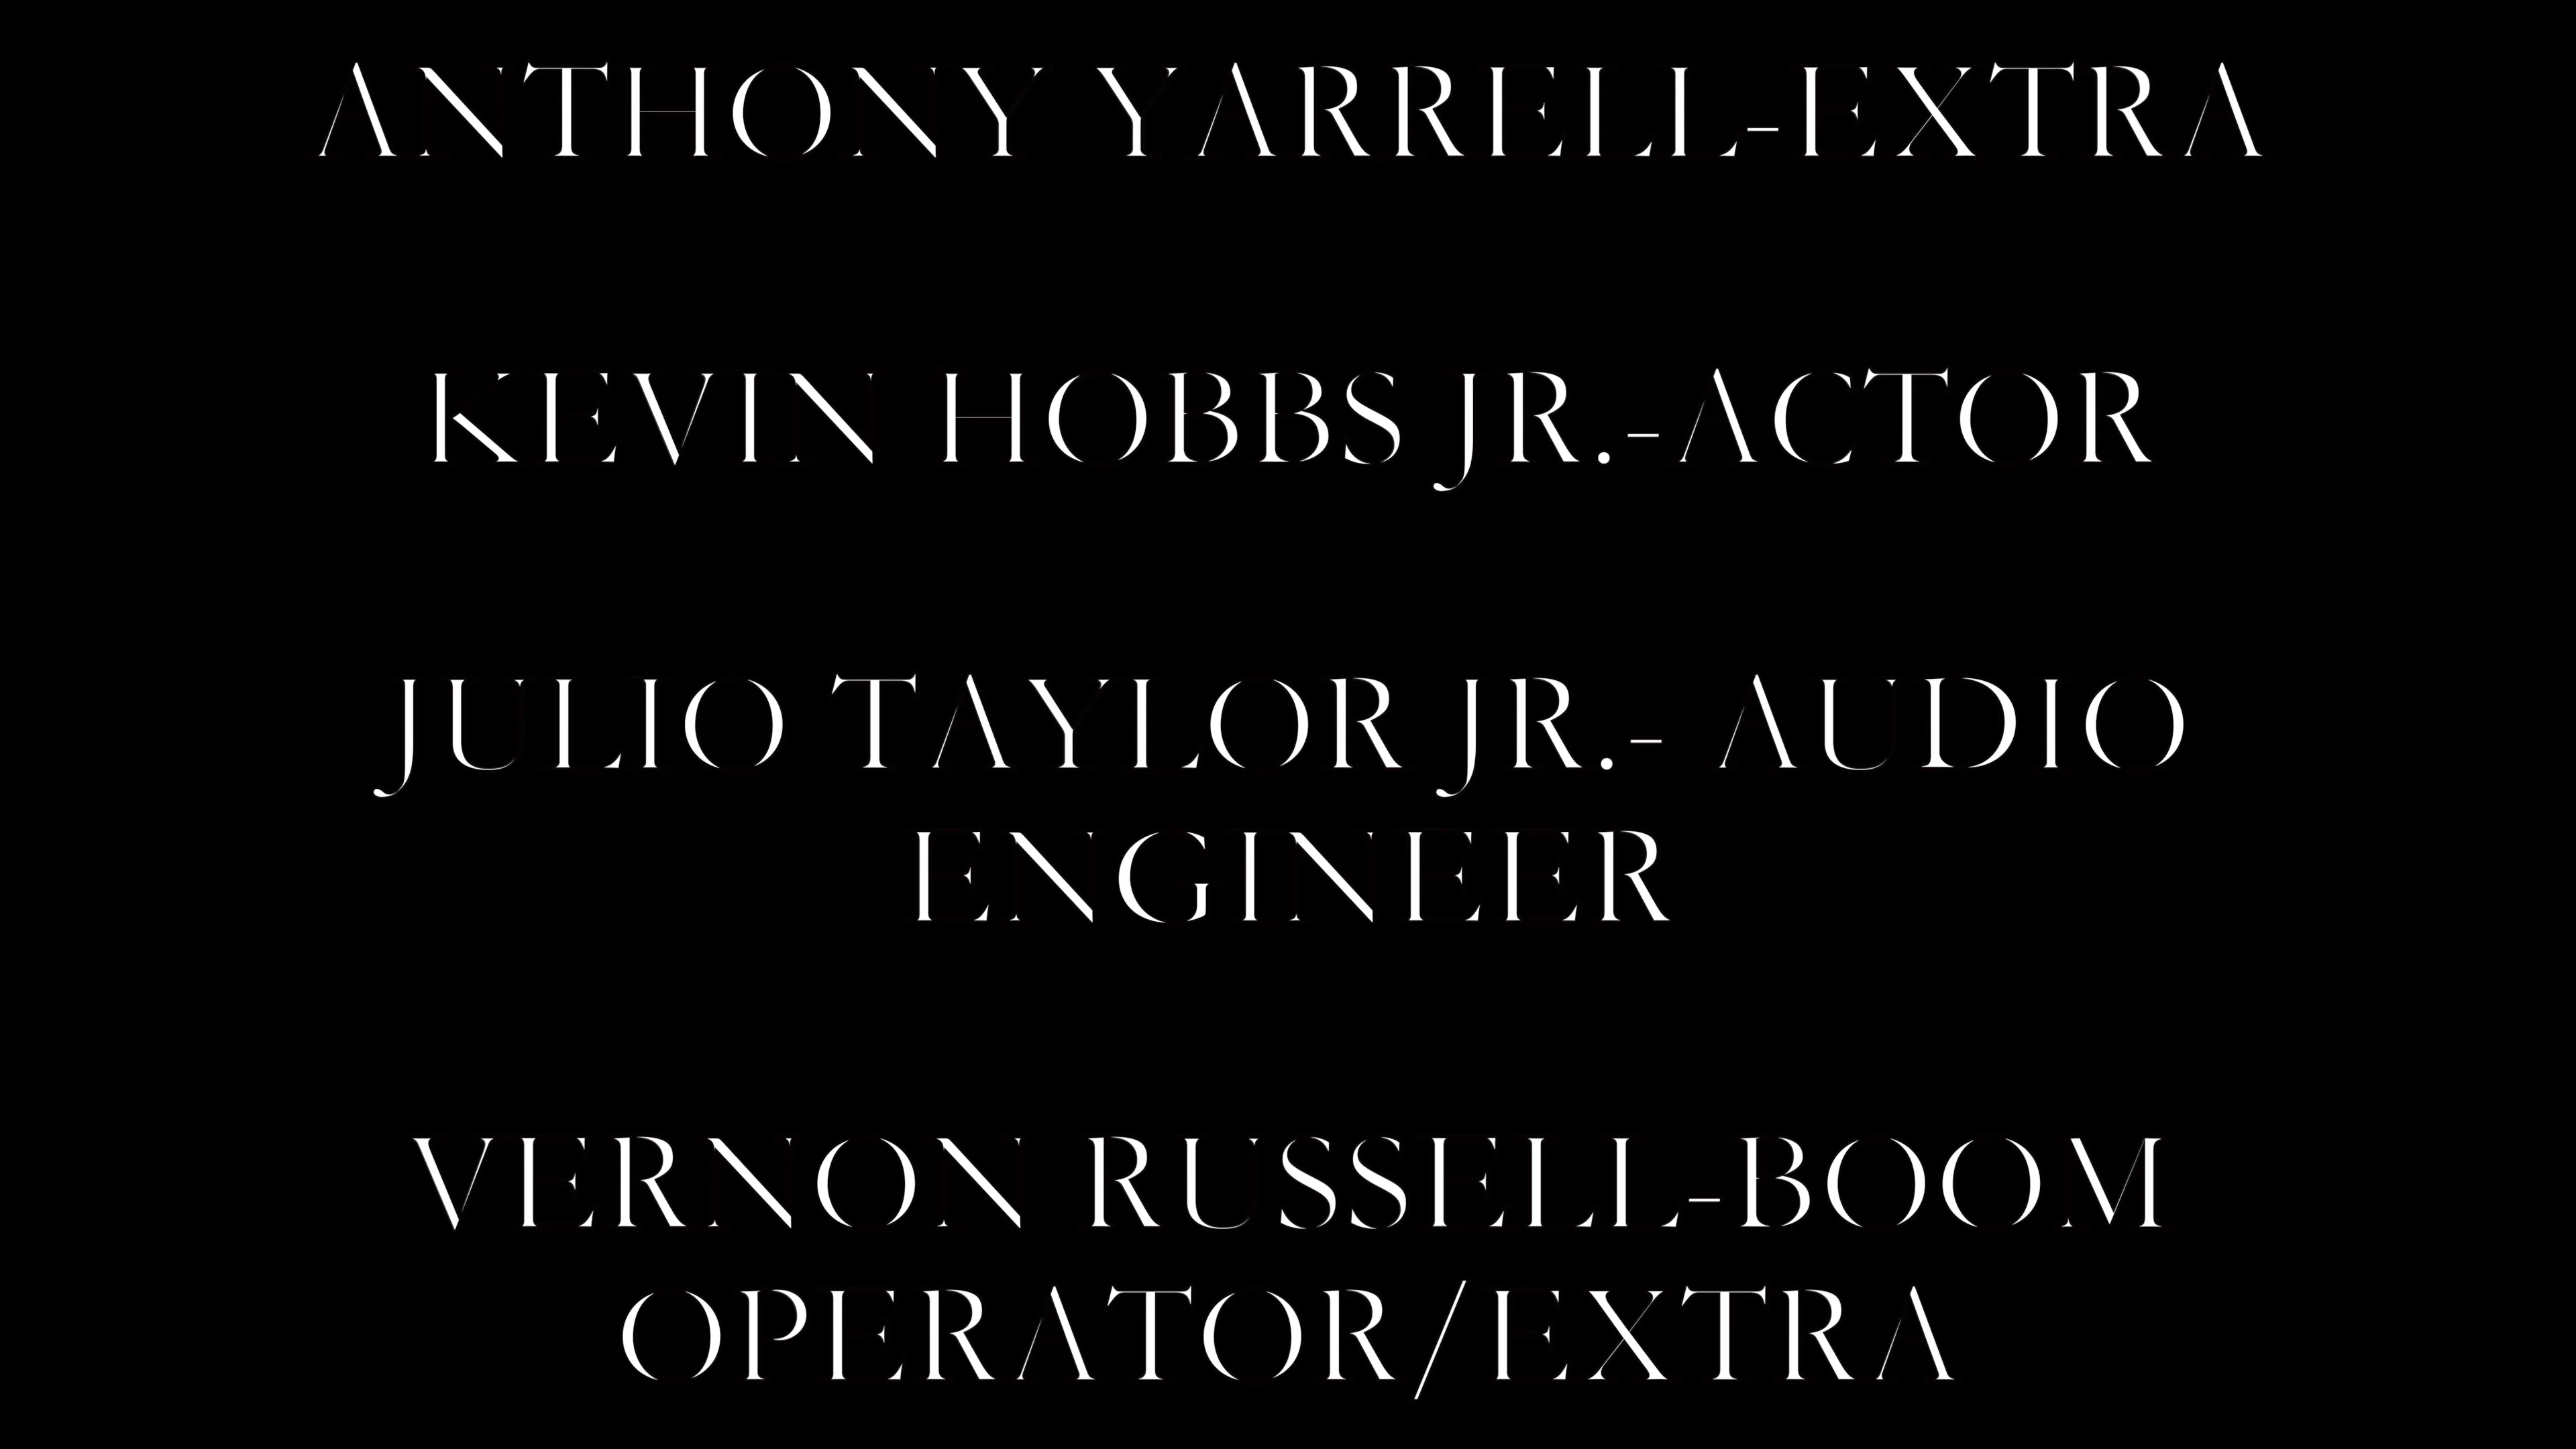 ANTHONY YARRELL-EXTRA
KEVIN HOBBS JR.-ACTOR
JULIO TAYLOR JR.- AUDIO
ENGINEER
VERNON RUSSELL-BOOM
OPERATOR/EXTRA